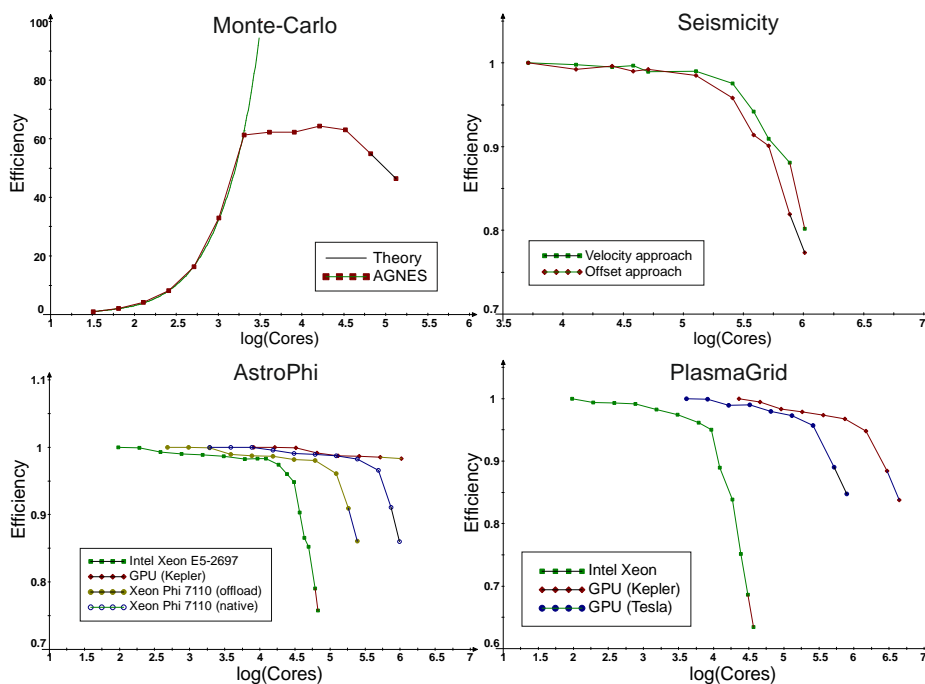 Monte-Carlo
Efficiency
100
80
60
40
20
0
1
1.5
2
2.5
3
3.5
4
4.5
5
5.5
6
log(Cores)
Theory
AGNES
Seismicity
Efficiency
1
0.9
0.8
0.7
3.5
4
4.5
5
5.5
6
6.5
7
log(Cores)
Velocity approach
Offset approach
AstroPhi
Efficiency
1.1
1
0.9
0.8
0.7
1
1.5
2
2.5
3
3.5
4
4.5
5
5.5
6
6.5
7
log(Cores)
Intel Xeon E5-2697
GPU (Kepler)
Xeon Phi 7110 (offload)
Xeon Phi 7110 (native)
PlasmaGrid
Efficiency
1
0.9
0.8
0.7
0.6
1
1.5
2
2.5
3
3.5
4
4.5
5
5.5
6
6.5
7
log(Cores)
Intel Xeon
GPU (Kepler)
GPU (Tesla)